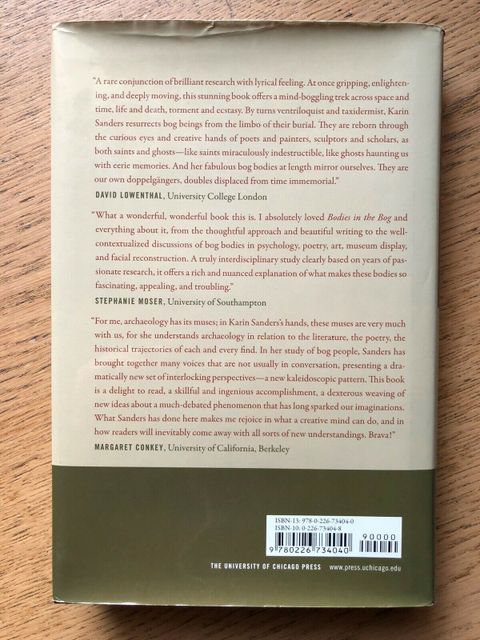 “A rare conjunction of brilliant research with lyrical feeling. At once gripping, enlighten-
ing, and deeply moving, this stunning book offers a mind-boggling trek across space and
time, life and death, torment and ecstasy. By turns ventriloquist and taxidermist, Karin
Sanders resurrects bog beings from the limbo of their burial. They are reborn through
the curious eyes and creative hands of poets and painters, sculptors and scholars, as
both saints and ghosts—like saints miraculously indestructible, like ghosts haunting us
with eerie memories. And her fabulous bog bodies at length mirror ourselves. They are
our own doppelgängers, doubles displaced from time immemorial.”
DAVID LOWENTHAL, University College London
“What a wonderful, wonderful book this is. I absolutely loved Bodies in the Bog and
everything about it, from the thoughtful approach and beautiful writing to the well-
contextualized discussions of bog bodies in psychology, poetry, art, museum display,
and facial reconstruction. A truly interdisciplinary study clearly based on years of pas-
sionate research, it offers a rich and nuanced explanation of what makes these bodies so
fascinating, appealing, and troubling.”
STEPHANIE MOSER, University of Southampton
“For me, archaeology has its muses; in Karin Sanders’s hands, these muses are very much
with us, for she understands archaeology in relation to the literature, the poetry, the
historical trajectories of each and every find. In her study of bog people, Sanders has
brought together many voices that are not usually in conversation, presenting a dra-
matically new set of interlocking perspectives—a new kaleidoscopic pattern. This book
is a delight to read, a skillful and ingenious accomplishment, a dexterous weaving of
new ideas about a much-debated phenomenon that has long sparked our imaginations.
What Sanders has done here makes me rejoice in what a creative mind can do, and in
how readers will inevitably come away with all sorts of new understandings. Brava!”
MARGARET CONKEY, University of California, Berkeley
ISBN-13: 978-0-226-73404-0
ISBN-10: 0-226-73404-8
90000
9 780226 734040
THE UNIVERSITY OF CHICAGO PRESS www.press.uchicago.edu